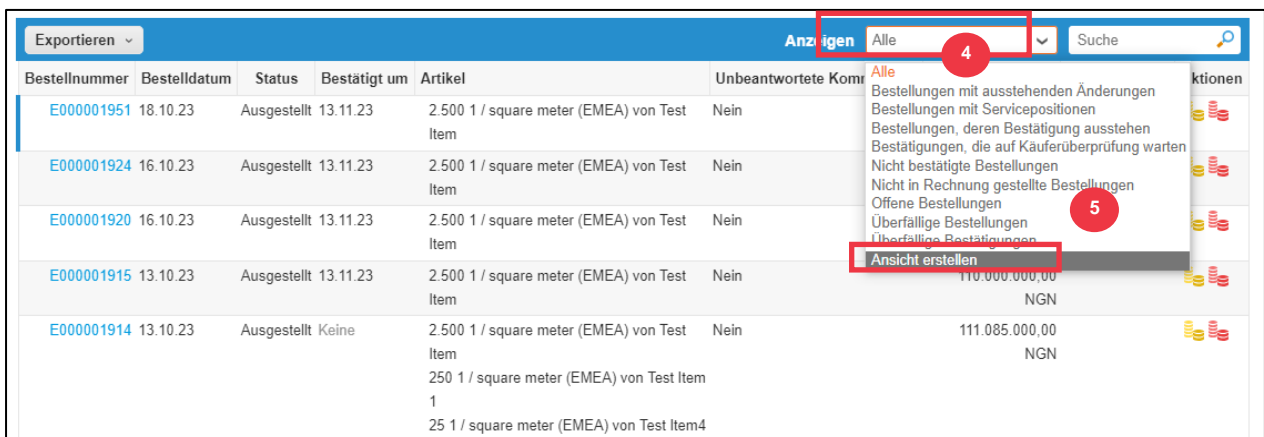 Exportieren
Anzeigen Alle Suche
4
Bestellnummer Bestelldatum Status Bestätigt um Artikel Unbeantwortete ktionen
Alle
Bestellungen mit ausstehenden Änderungen
Bestellungen mit Servicepositionen
Bestellungen, deren Bestätigung ausstehen
Bestätigungen, die auf Käuferüberprüfung warten
Nicht bestätigte Bestellungen
Nicht in Rechnung gestellte Bestellungen
Offene Bestellungen
5
Überfällige Bestellungen
Überfällige Bestätigungen
Ansicht erstellen
E000001951 18.10.23 Ausgestellt 13.11.23 2.500 1 / square meter (EMEA) von Test Nein
Item
E000001924 16.10.23 Ausgestellt 13.11.23 2.500 1 / square meter (EMEA) von Test Nein
Item
E000001920 16.10.23 Ausgestellt 13.11.23 2.500 1 / square meter (EMEA) von Test Nein
Item
E000001915 13.10.23 Ausgestellt 13.11.23 2.500 1 / square meter (EMEA) von Test Nein 110.000.000,00
Item NGN
E000001914 13.10.23 Ausgestellt Keine 2.500 1 / square meter (EMEA) von Test Nein 111.085.000,00
Item NGN
250 1 / square meter (EMEA) von Test Item
1
25 1 / square meter (EMEA) von Test Item4